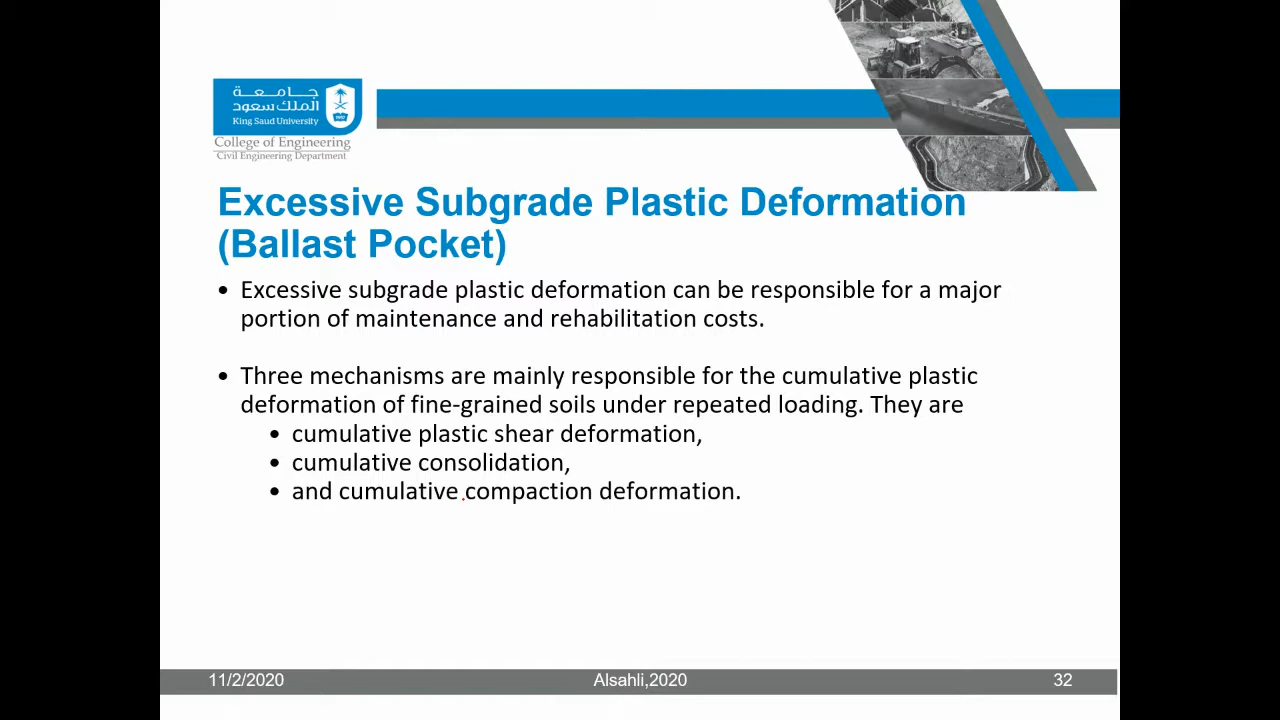 جامعة
الملك سعود
King Saud University
1957
College of Engineering
Civil Engineering Department
Excessive Subgrade Plastic Deformation
(Ballast Pocket)
• Excessive subgrade plastic deformation can be responsible for a major
portion of maintenance and rehabilitation costs.
• Three mechanisms are mainly responsible for the cumulative plastic
deformation of fine-grained soils under repeated loading. They are
• cumulative plastic shear deformation,
• cumulative consolidation,
• and cumulative compaction deformation.
11/2/2020
Alsahli,2020
32